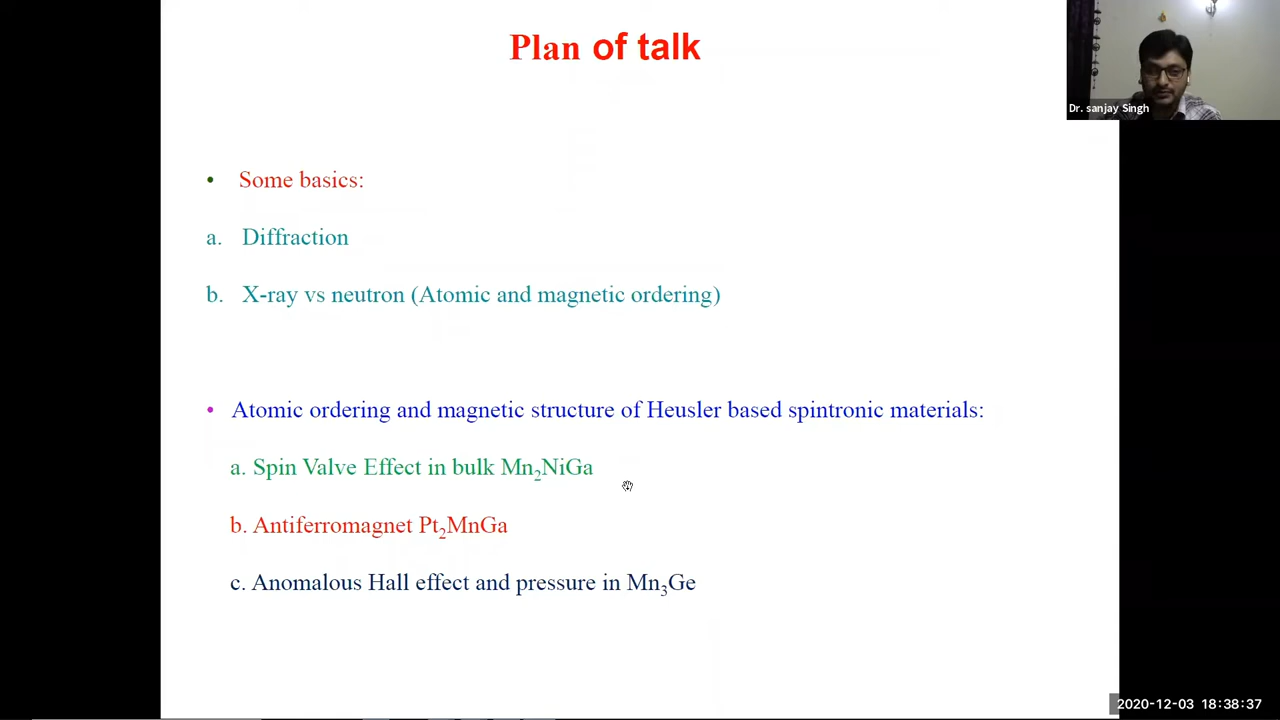 Plan of talk
Dr. sanjay Singh
• Some basics:
a. Diffraction
b. X-ray vs neutron (Atomic and magnetic ordering)
• Atomic ordering and magnetic structure of Heusler based spintronic materials:
a. Spin Valve Effect in bulk Mn₂NiGa
b. Antiferromagnet Pt₂MnGa
c. Anomalous Hall effect and pressure in Mn₃Ge
2020-12-03 18:38:37